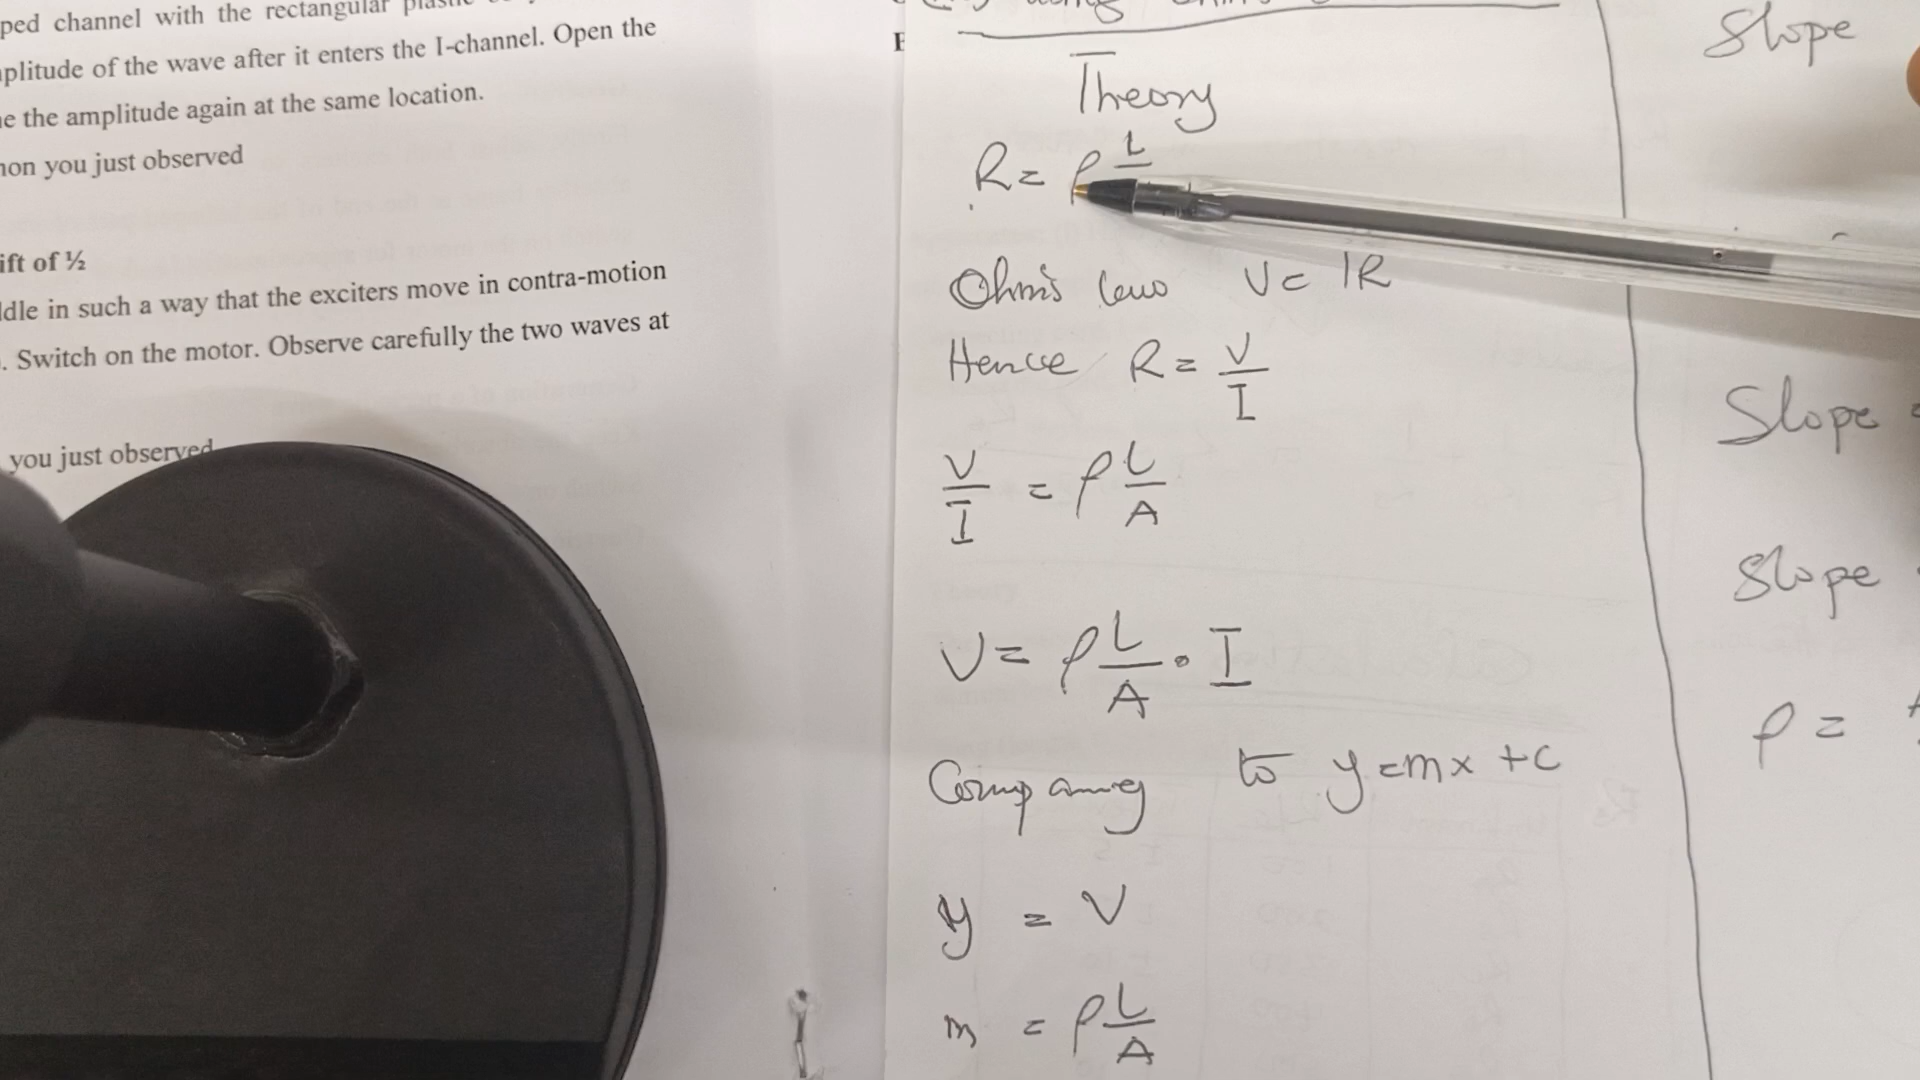 ped channel with the rectangular
plitude of the wave after it enters the I-channel. Open the
e the amplitude again at the same location.
non you just observed
ift of ½
ldle in such a way that the exciters move in contra-motion
. Switch on the motor. Observe carefully the two waves at
you just observed
Theory
R = ρ L
Ohm's law V = IR
Hence R = V/I
V/I = ρ L/A
V = ρ L/A . I
Comparing to y = mx + c
y = V
m = ρ L/A
Slope
Slope =
Slope
ρ =